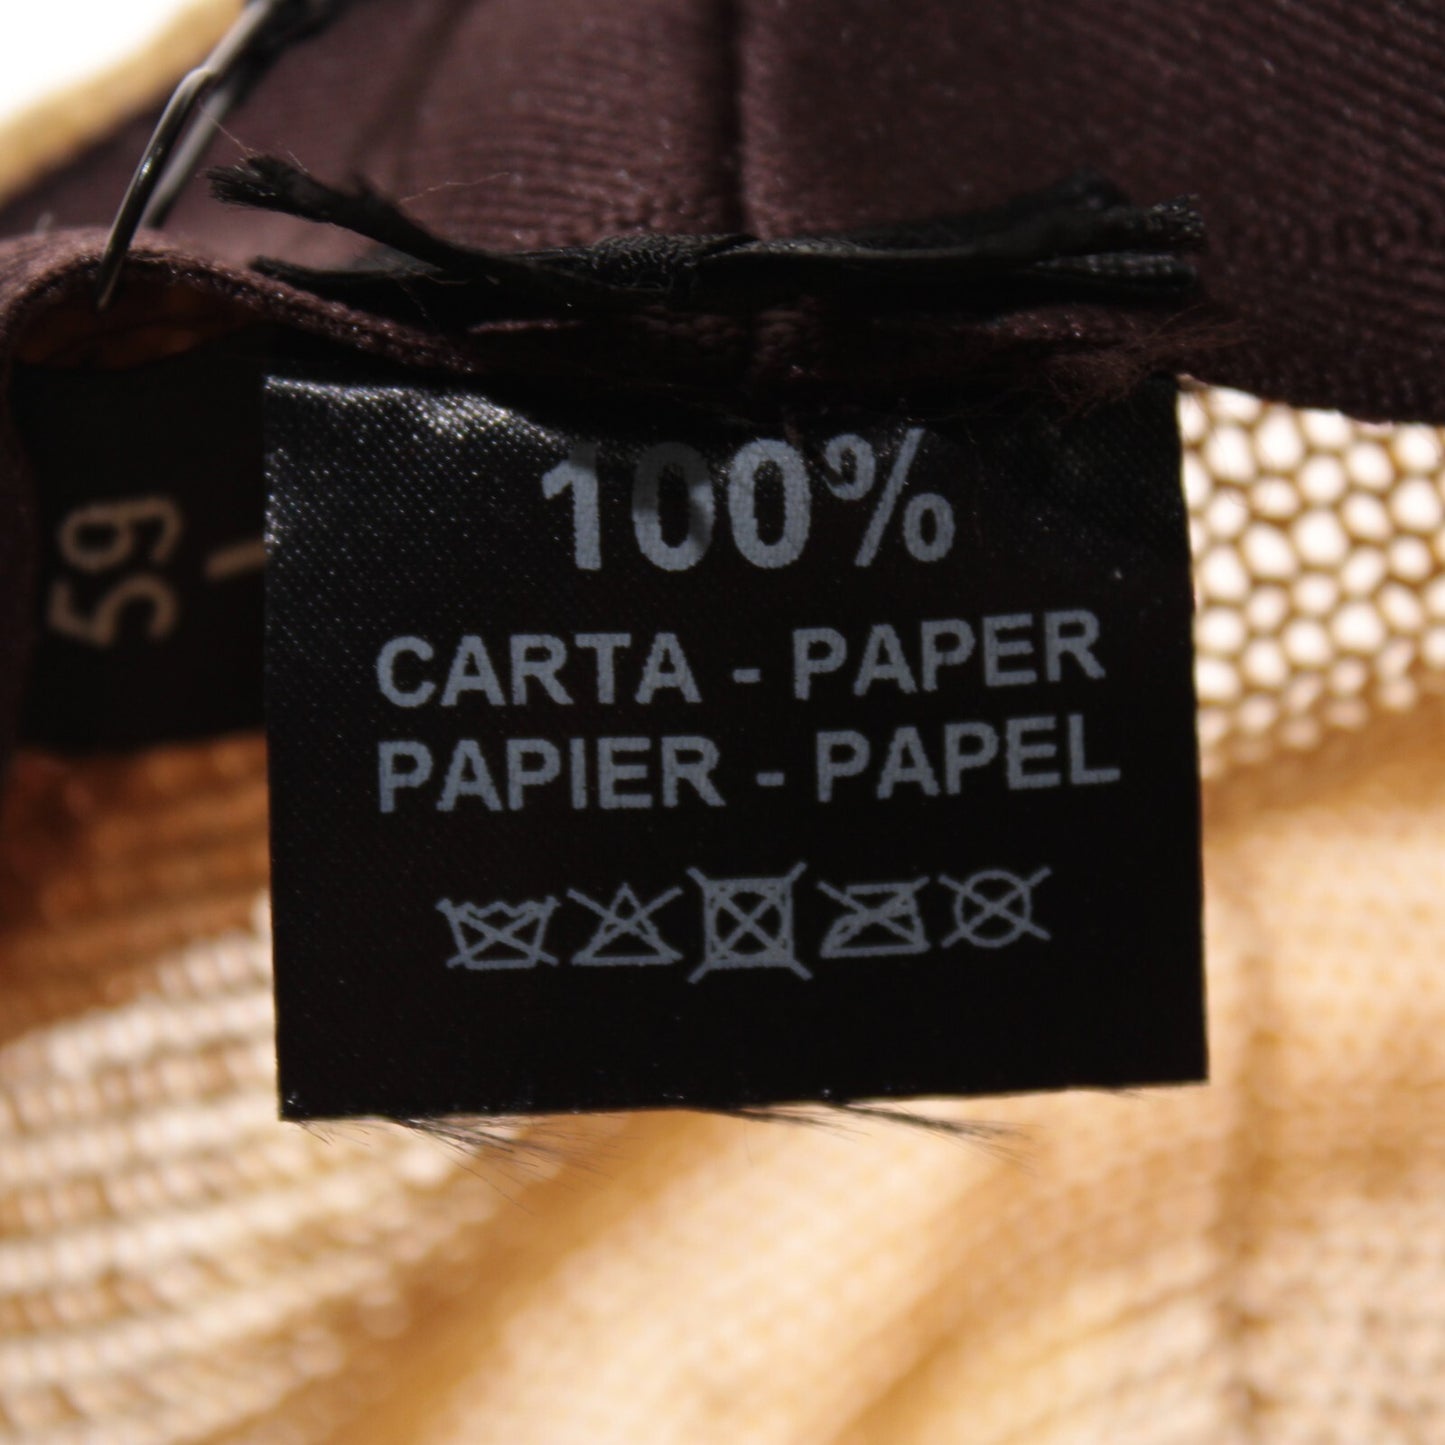 100%
CARTA - PAPER
PAPIER - PAPEL
59